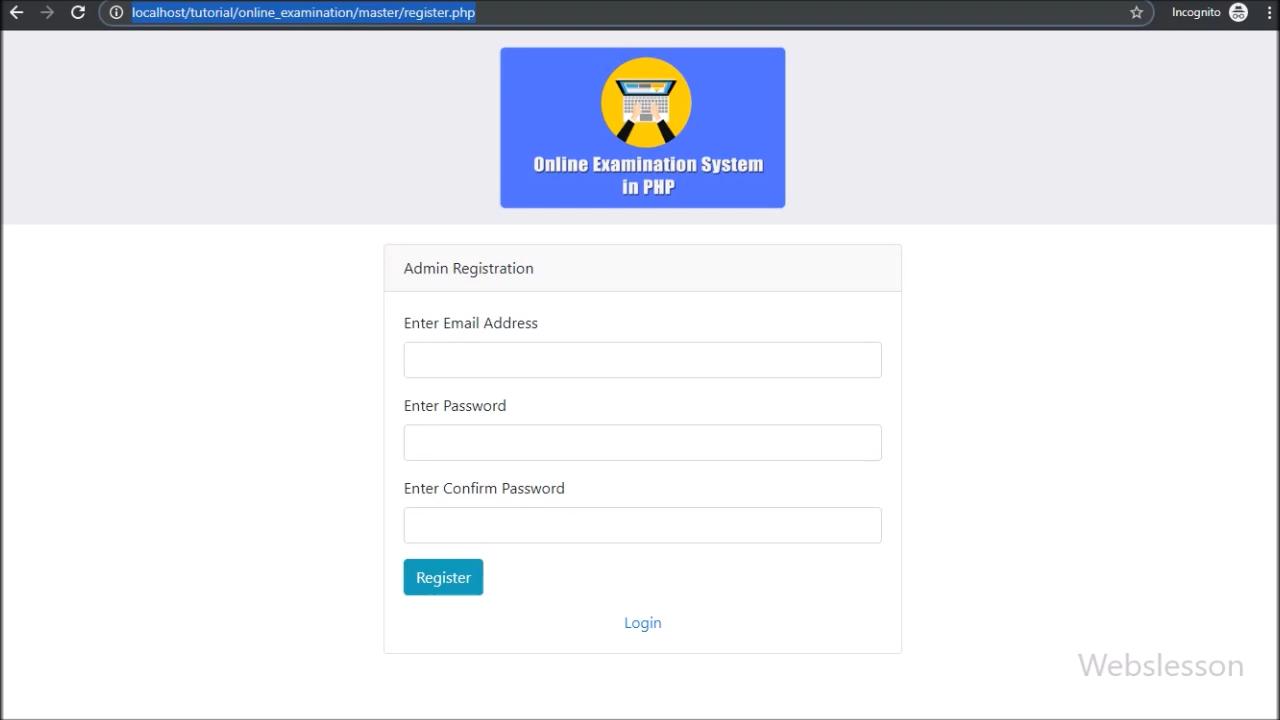 localhost/tutorial/online_examination/master/register.php
Incognito
Online Examination System
in PHP
Admin Registration
Enter Email Address
Enter Password
Enter Confirm Password
Register
Login
Webslesson